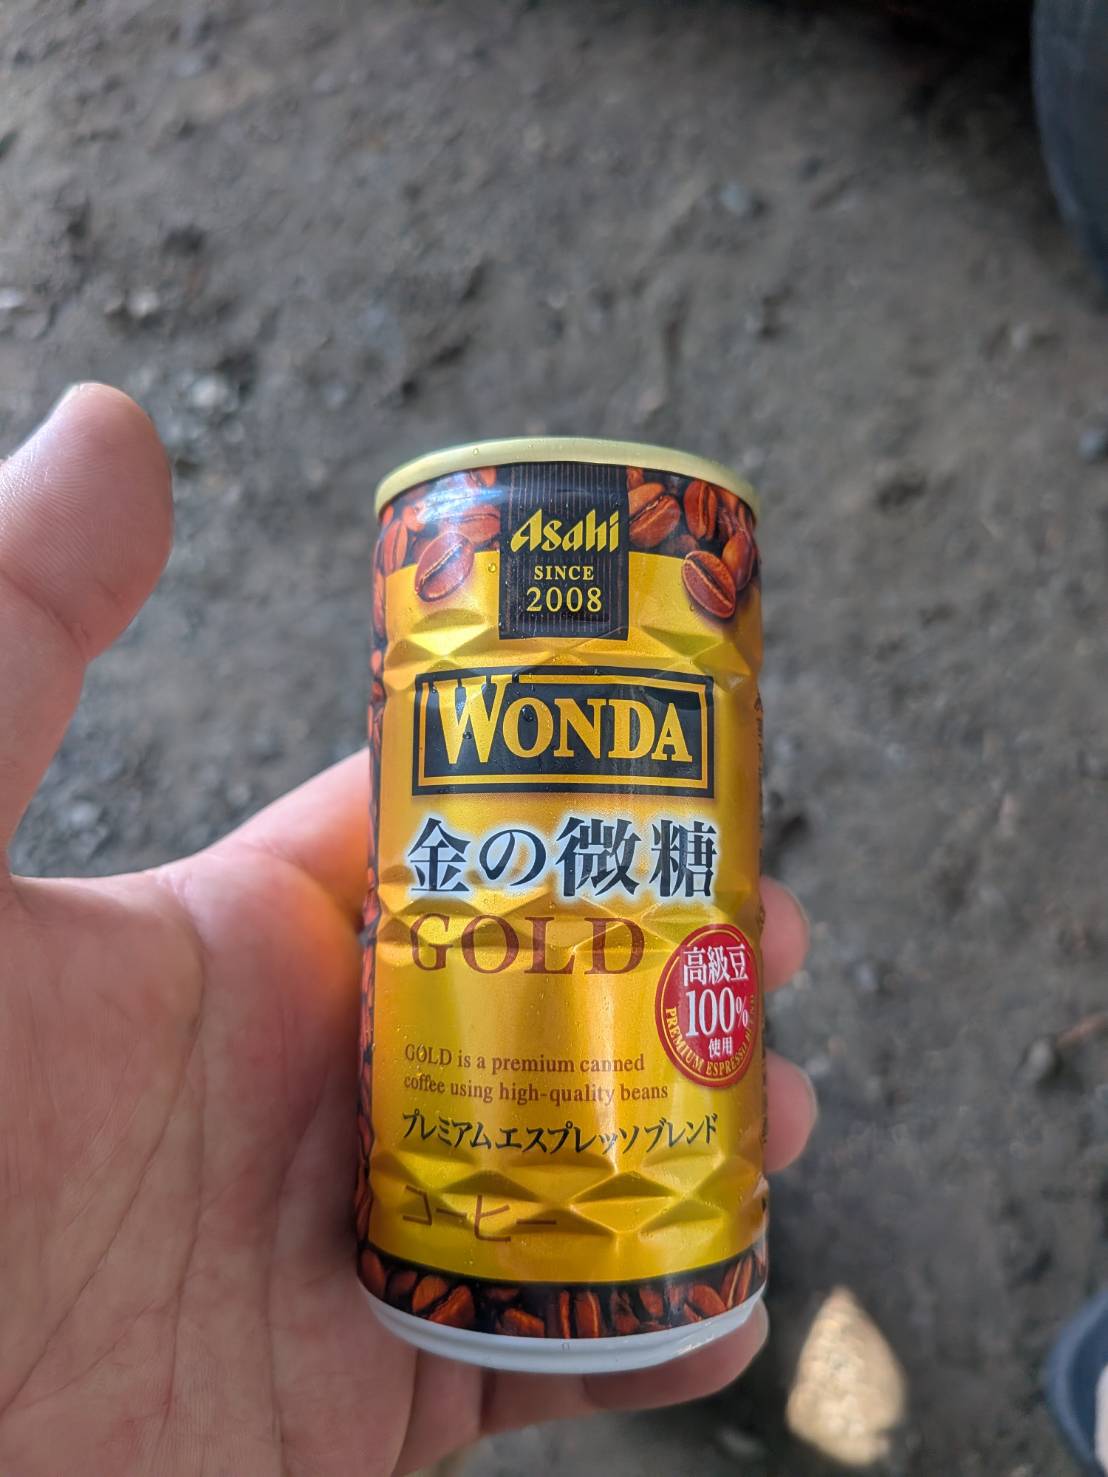 Asahi
SINCE
2008
WONDA
金の微糖
GOLD
高級豆
100%
使用
PREMIUM ESPRESSO
GOLD is a premium canned
coffee using high-quality beans
プレミアムエスプレッソブレンド
コーヒー